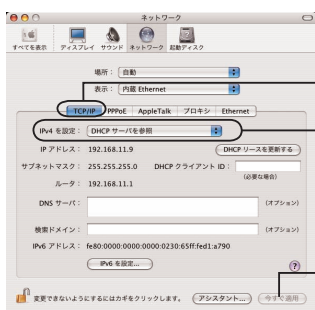 ネットワーク
すべてを表示 ディスプレイ サウンド ネットワーク 起動ディスク
場所： 自動
表示： 内蔵 Ethernet
TCP/IP PPPoE AppleTalk プロキシ Ethernet
IPv4 を設定： DHCP サーバを参照
IP アドレス： 192.168.11.9 DHCP リースを更新する
サブネットマスク： 255.255.255.0 DHCP クライアント ID：
(必要な場合)
ルータ： 192.168.11.1
DNS サーバ： (オプション)
検索ドメイン： (オプション)
IPv6 アドレス： fe80:0000:0000:0000:0230:65ff:fed1:a790
IPv6 を設定... ?
変更できないようにするにはカギをクリックします。 アシスタント... 今すぐ適用